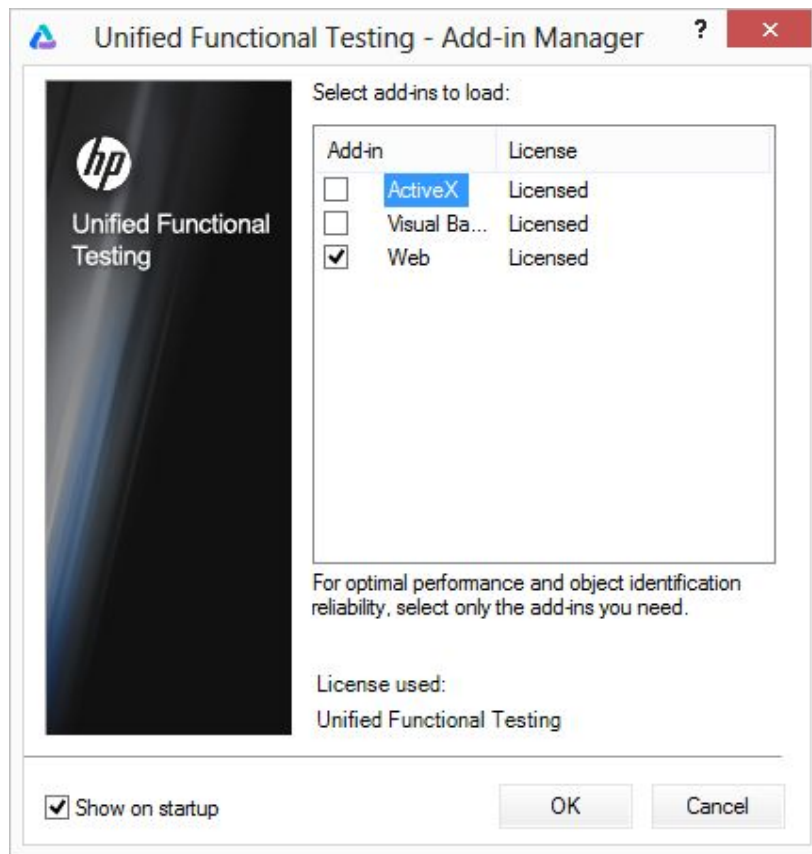 Unified Functional Testing - Add-in Manager ?
hp
Unified Functional
Testing
Select add-ins to load:
Add-in License
ActiveX Licensed
Visual Ba... Licensed
Web Licensed
For optimal performance and object identification
reliability, select only the add-ins you need.
License used:
Unified Functional Testing
Show on startup OK Cancel